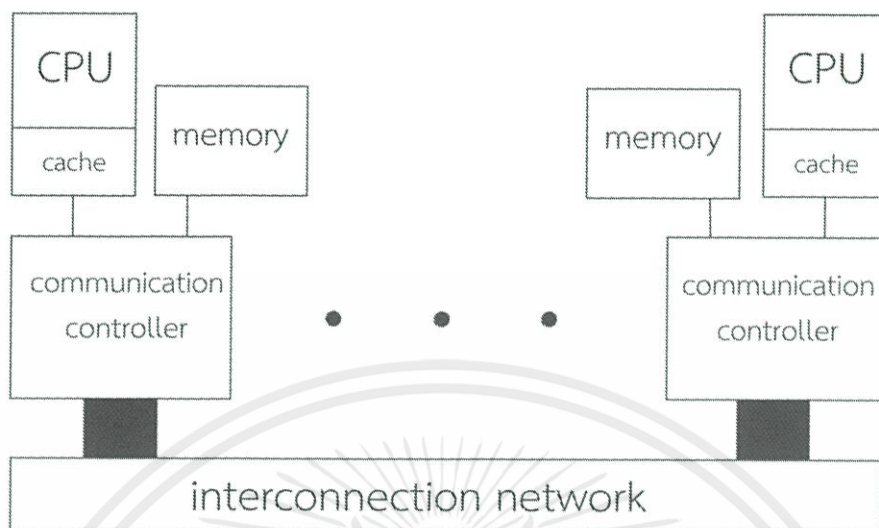 CPU
cache
memory
communication
controller
memory
CPU
cache
communication
controller
interconnection network